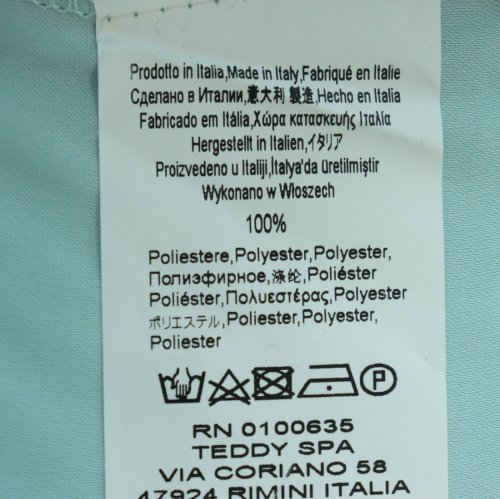 Prodotto in Italia,Made in Italy,Fabriqué en Italie
Сделано в Италии,意大利 製造,Hecho en Italia
Fabricado em Itália,Χώρα κατασκευής Ιταλία
Hergestellt in Italien,イタリア
Proizvedeno u Italiji,Italya'da üretilmiştir
Wykonano w Włoszech
100%
Poliestere,Polyester,Polyester,
Полиэфирное,涤纶,Poliéster
Poliéster,Πολυεστέρας,Polyester
ポリエステル,Poliester,Polyester,
Poliester
P
RN 0100635
TEDDY SPA
VIA CORIANO 58
47924 RIMINI ITALIA